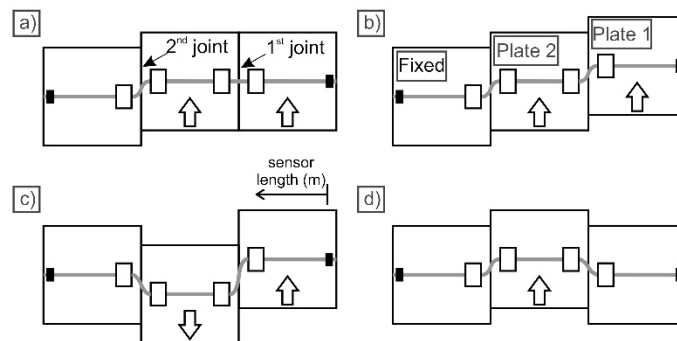 a)
2nd joint
1st joint
b)
Fixed
Plate 2
Plate 1
c)
sensor
length (m)
d)